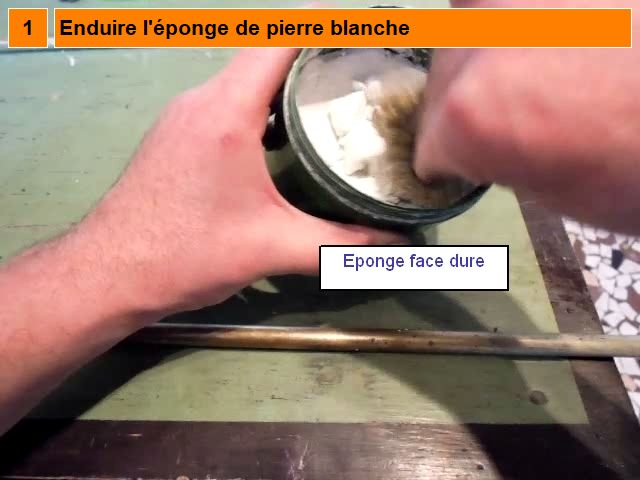 1 Enduire l'éponge de pierre blanche
Eponge face dure